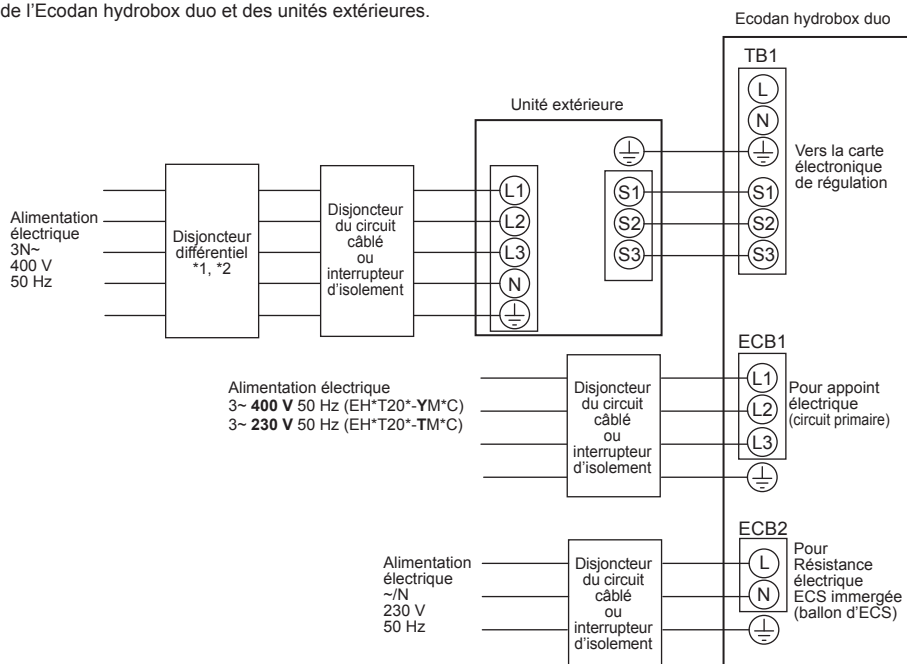 de l'Ecodan hydrobox duo et des unités extérieures.
Ecodan hydrobox duo
TB1
L
N
Vers la carte
électronique
de régulation
S1
S2
S3
Unité extérieure
S1
S2
S3
L1
L2
L3
N
Alimentation
électrique
3N~
400 V
50 Hz
Disjoncteur
différentiel
*1, *2
Disjoncteur
du circuit
câblé
ou
interrupteur
d'isolement
ECB1
L1
L2
L3
Pour appoint
électrique
(circuit primaire)
Alimentation électrique
3~ 400 V 50 Hz (EH*T20*-YM*C)
3~ 230 V 50 Hz (EH*T20*-TM*C)
Disjoncteur
du circuit
câblé
ou
interrupteur
d'isolement
ECB2
L
N
Pour
Résistance
électrique
ECS immergée
(ballon d'ECS)
Alimentation
électrique
~/N
230 V
50 Hz
Disjoncteur
du circuit
câblé
ou
interrupteur
d'isolement